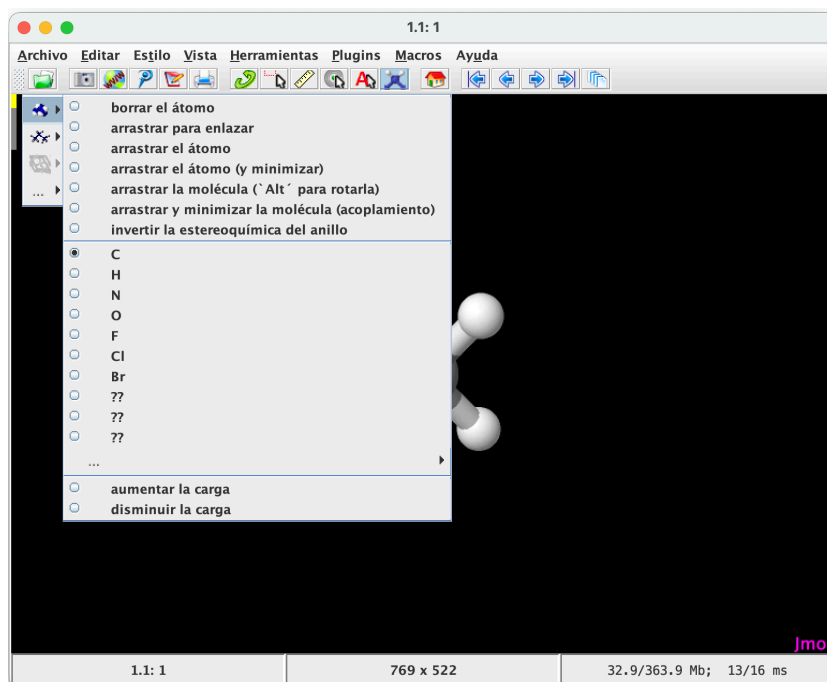 1.1: 1
Archivo Editar Estilo Vista Herramientas Plugins Macros Ayuda
borrar el átomo
arrastrar para enlazar
arrastrar el átomo
arrastrar el átomo (y minimizar)
arrastrar la molécula (`Alt´ para rotarla)
...
arrastrar y minimizar la molécula (acoplamiento)
invertir la estereoquímica del anillo
C
H
N
O
F
Cl
Br
??
??
??
...
aumentar la carga
disminuir la carga
Jmo
1.1: 1 769 x 522 32.9/363.9 Mb; 13/16 ms